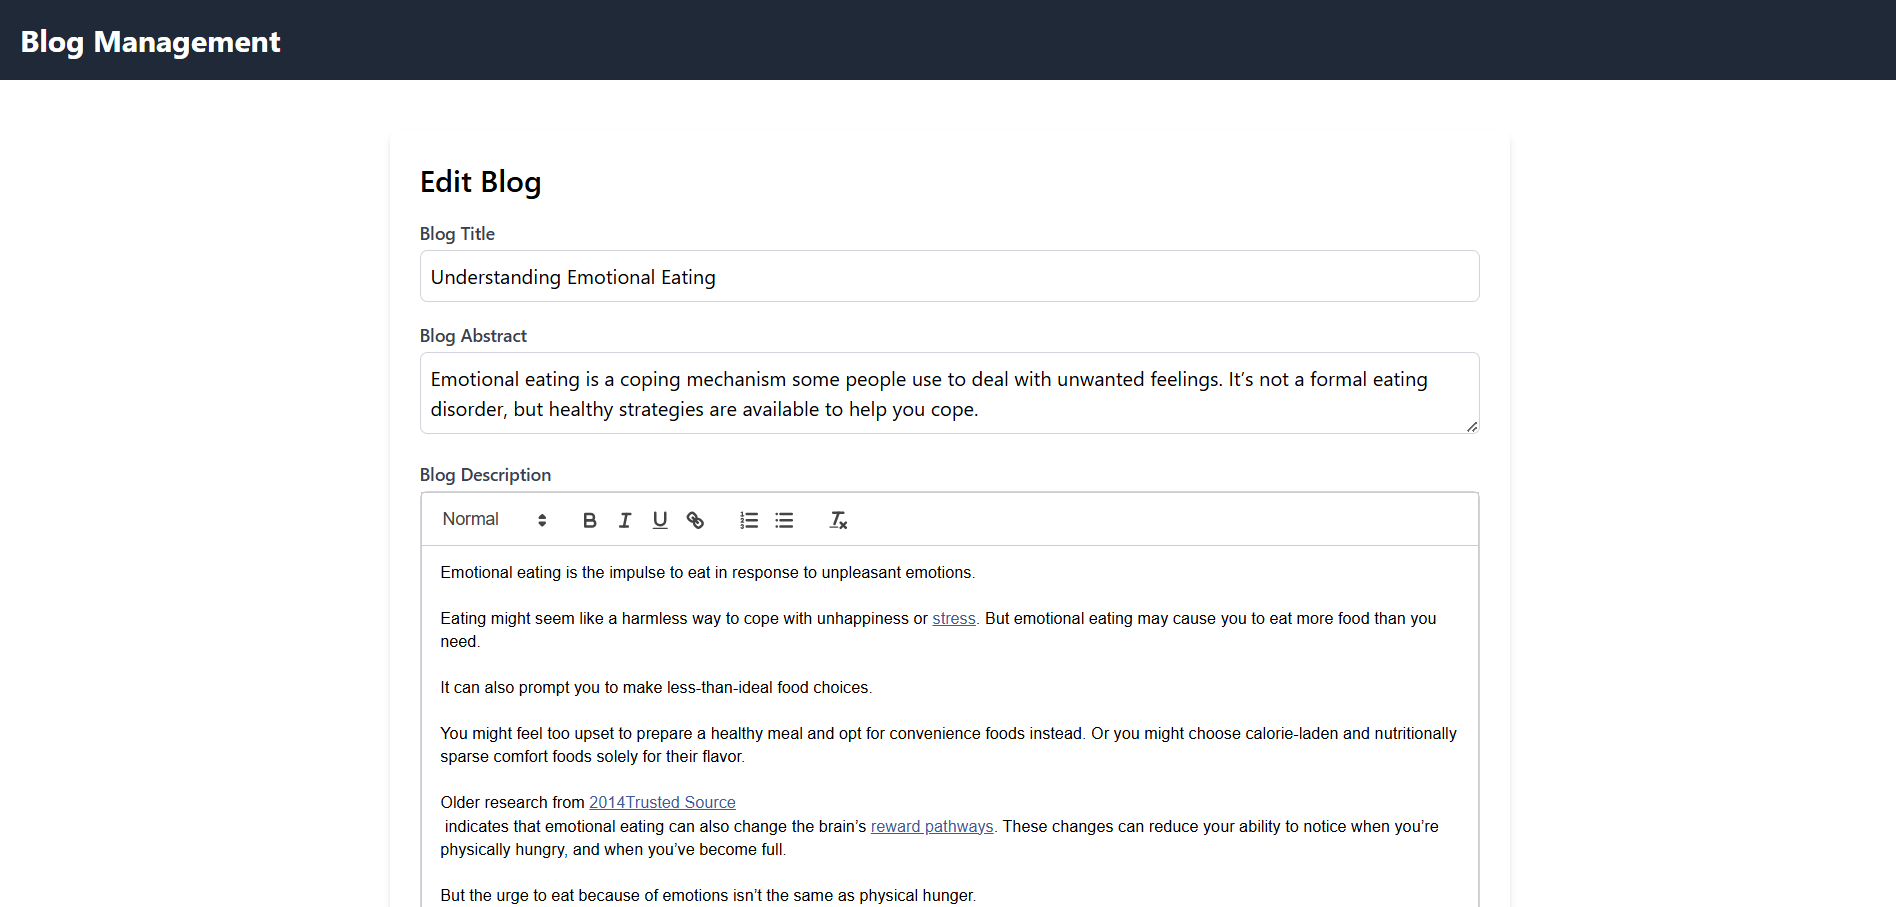 Blog Management
Edit Blog
Blog Title
Understanding Emotional Eating
Blog Abstract
Emotional eating is a coping mechanism some people use to deal with unwanted feelings. It’s not a formal eating
disorder, but healthy strategies are available to help you cope.
Blog Description
Normal
Emotional eating is the impulse to eat in response to unpleasant emotions.
Eating might seem like a harmless way to cope with unhappiness or stress. But emotional eating may cause you to eat more food than you
need.
It can also prompt you to make less-than-ideal food choices.
You might feel too upset to prepare a healthy meal and opt for convenience foods instead. Or you might choose calorie-laden and nutritionally
sparse comfort foods solely for their flavor.
Older research from 2014Trusted Source
indicates that emotional eating can also change the brain’s reward pathways. These changes can reduce your ability to notice when you’re
physically hungry, and when you’ve become full.
But the urge to eat because of emotions isn’t the same as physical hunger.